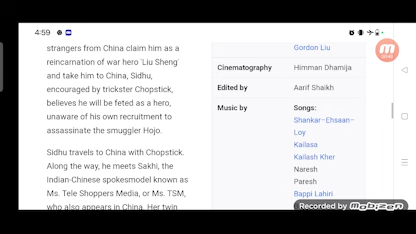 4:59
strangers from China claim him as a
reincarnation of war hero 'Liu Sheng'
and take him to China, Sidhu,
encouraged by trickster Chopstick,
believes he will be feted as a hero,
unaware of his own recruitment to
assassinate the smuggler Hojo.
Sidhu travels to China with Chopstick.
Along the way, he meets Sakhi, the
Indian-Chinese spokesmodel known as
Ms. Tele Shoppers Media, or Ms. TSM,
who also appears in China. Her twin
Gordon Liu
Cinematography Himman Dhamija
Edited by Aarif Shaikh
Music by Songs:
Shankar–Ehsaan–
Loy
Kailasa
Kailash Kher
Naresh
Paresh
Bappi Lahiri
Recorded by Mobizen